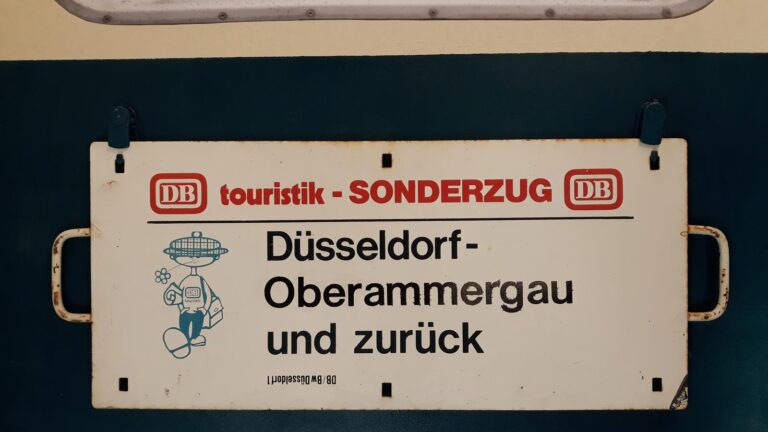 DB touristik - SONDERZUG DB
Düsseldorf-
Oberammergau
und zurück
DB/Bw Düsseldorf 1